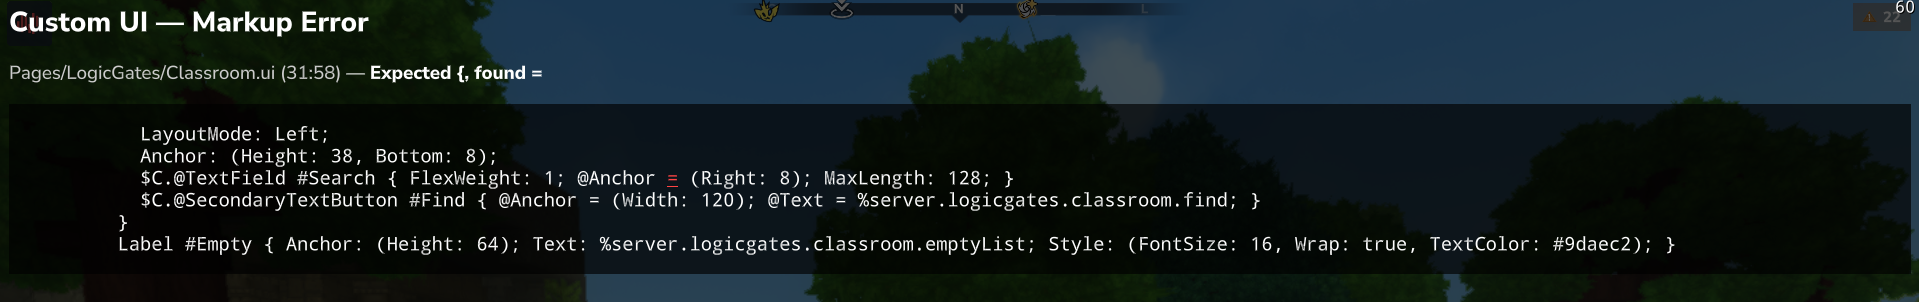 N
L
60
1 22
Custom UI — Markup Error
Pages/LogicGates/Classroom.ui (31:58) — Expected {, found =
LayoutMode: Left;
Anchor: (Height: 38, Bottom: 8);
$C.@TextField #Search { FlexWeight: 1; @Anchor = (Right: 8); MaxLength: 128; }
$C.@SecondaryTextButton #Find { @Anchor = (Width: 120); @Text = %server.logicgates.classroom.find; }
}
Label #Empty { Anchor: (Height: 64); Text: %server.logicgates.classroom.emptyList; Style: (FontSize: 16, Wrap: true, TextColor: #9daec2); }